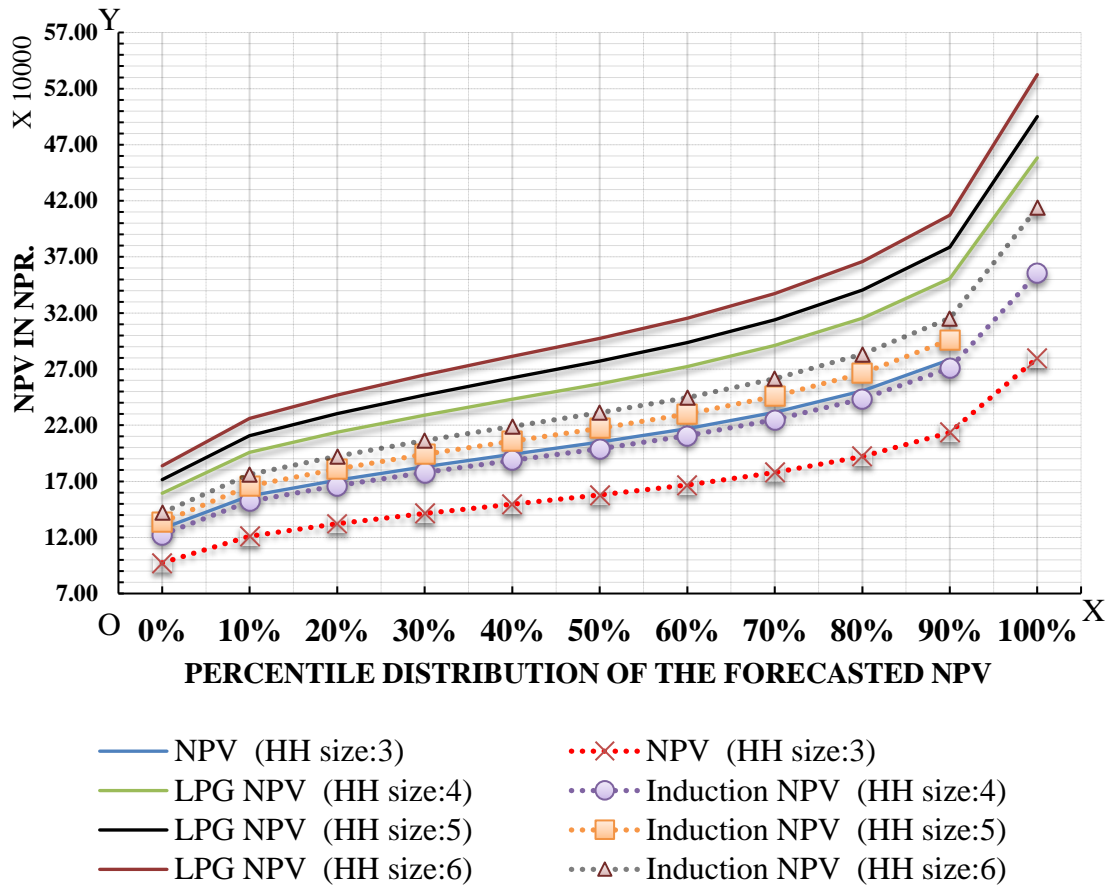 Y
X 10000
NPV IN NPR.
57.00
52.00
47.00
42.00
37.00
32.00
27.00
22.00
17.00
12.00
7.00
O
0% 10% 20% 30% 40% 50% 60% 70% 80% 90% 100%
X
PERCENTILE DISTRIBUTION OF THE FORECASTED NPV
NPV (HH size:3)
NPV (HH size:3)
LPG NPV (HH size:4)
Induction NPV (HH size:4)
LPG NPV (HH size:5)
Induction NPV (HH size:5)
LPG NPV (HH size:6)
Induction NPV (HH size:6)